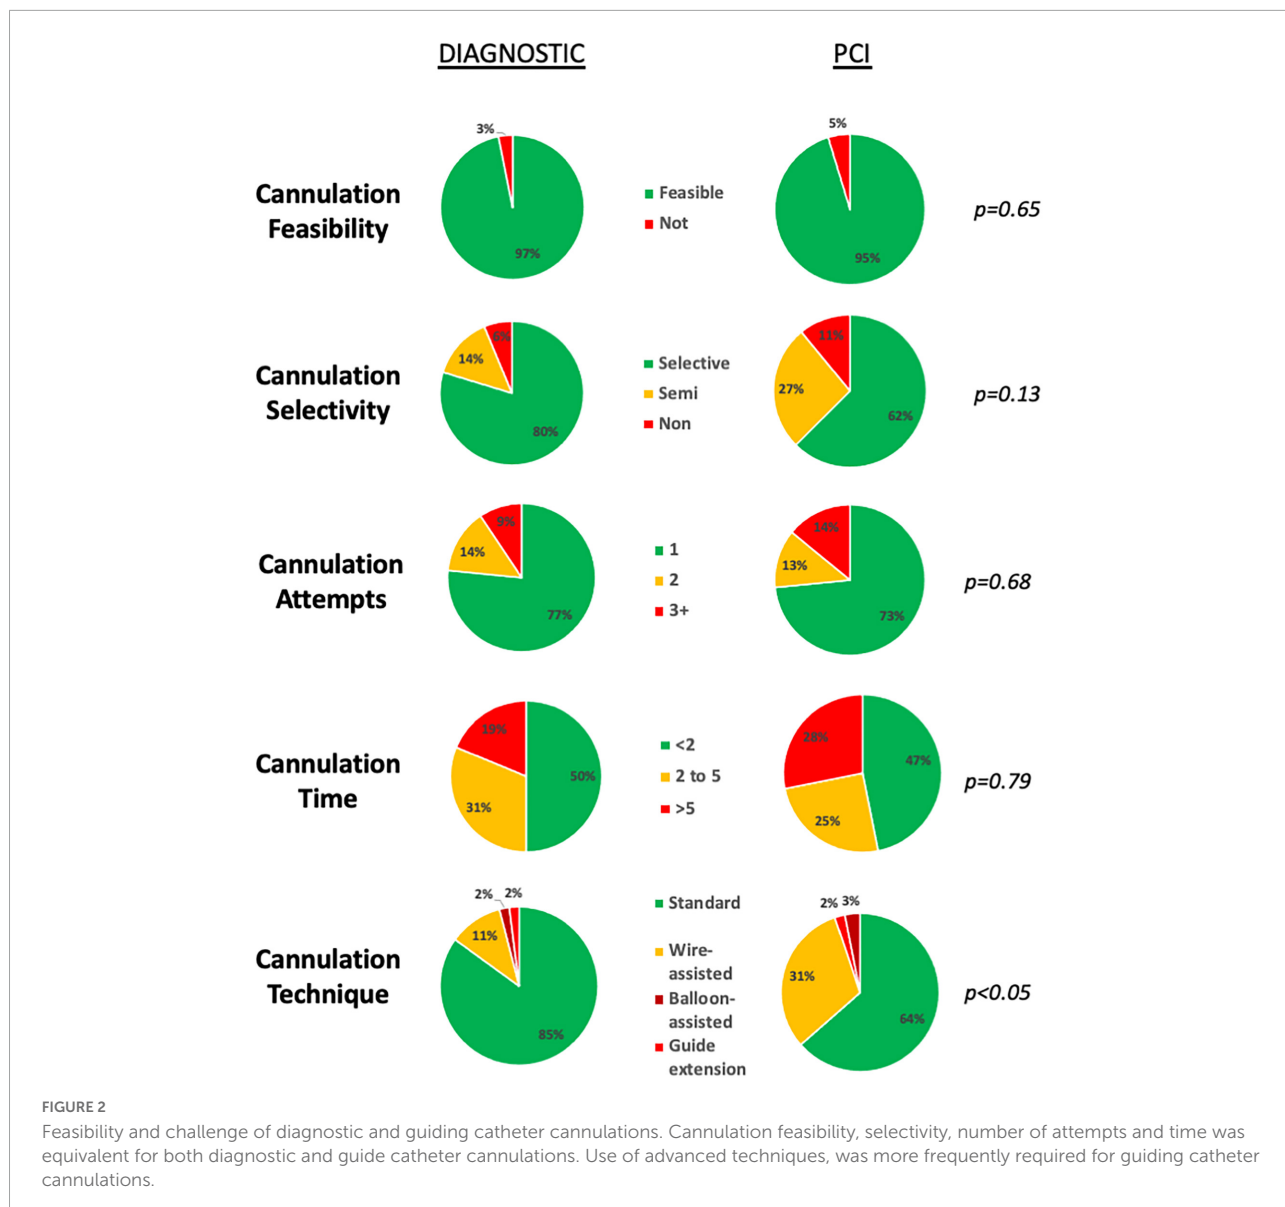 DIAGNOSTIC PCI
Cannulation
Feasibility
3%
97%
Feasible
Not
5%
95%
p=0.65
Cannulation
Selectivity
6%
14%
80%
Selective
Semi
Non
11%
27%
62%
p=0.13
Cannulation
Attempts
9%
14%
77%
1
2
3+
14%
13%
73%
p=0.68
Cannulation
Time
19%
50%
31%
<2
2 to 5
>5
28%
47%
25%
p=0.79
Cannulation
Technique
2% 2%
11%
85%
Standard
Wire-
assisted
Balloon-
assisted
Guide
extension
2% 3%
31%
64%
p<0.05
FIGURE 2
Feasibility and challenge of diagnostic and guiding catheter cannulations. Cannulation feasibility, selectivity, number of attempts and time was
equivalent for both diagnostic and guide catheter cannulations. Use of advanced techniques, was more frequently required for guiding catheter
cannulations.